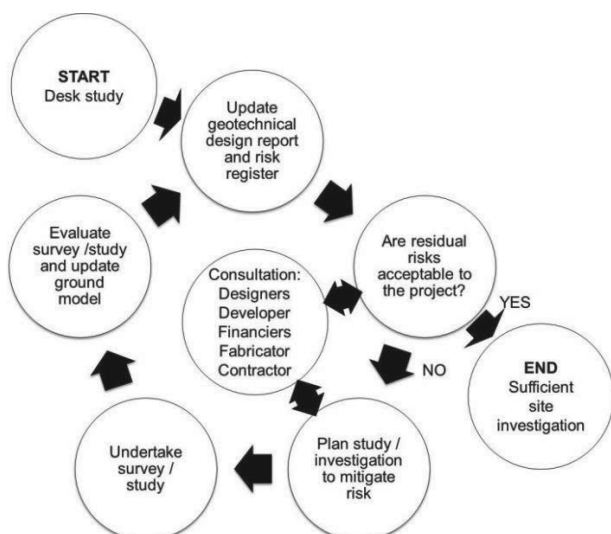 START
Desk study
Update
geotechnical
design report
and risk
register
Are residual
risks
acceptable to
the project?
YES
END
Sufficient
site
investigation
NO
Plan study /
investigation
to mitigate
risk
Undertake
survey /
study
Evaluate
survey /study
and update
ground
model
Consultation:
Designers
Developer
Financiers
Fabricator
Contractor